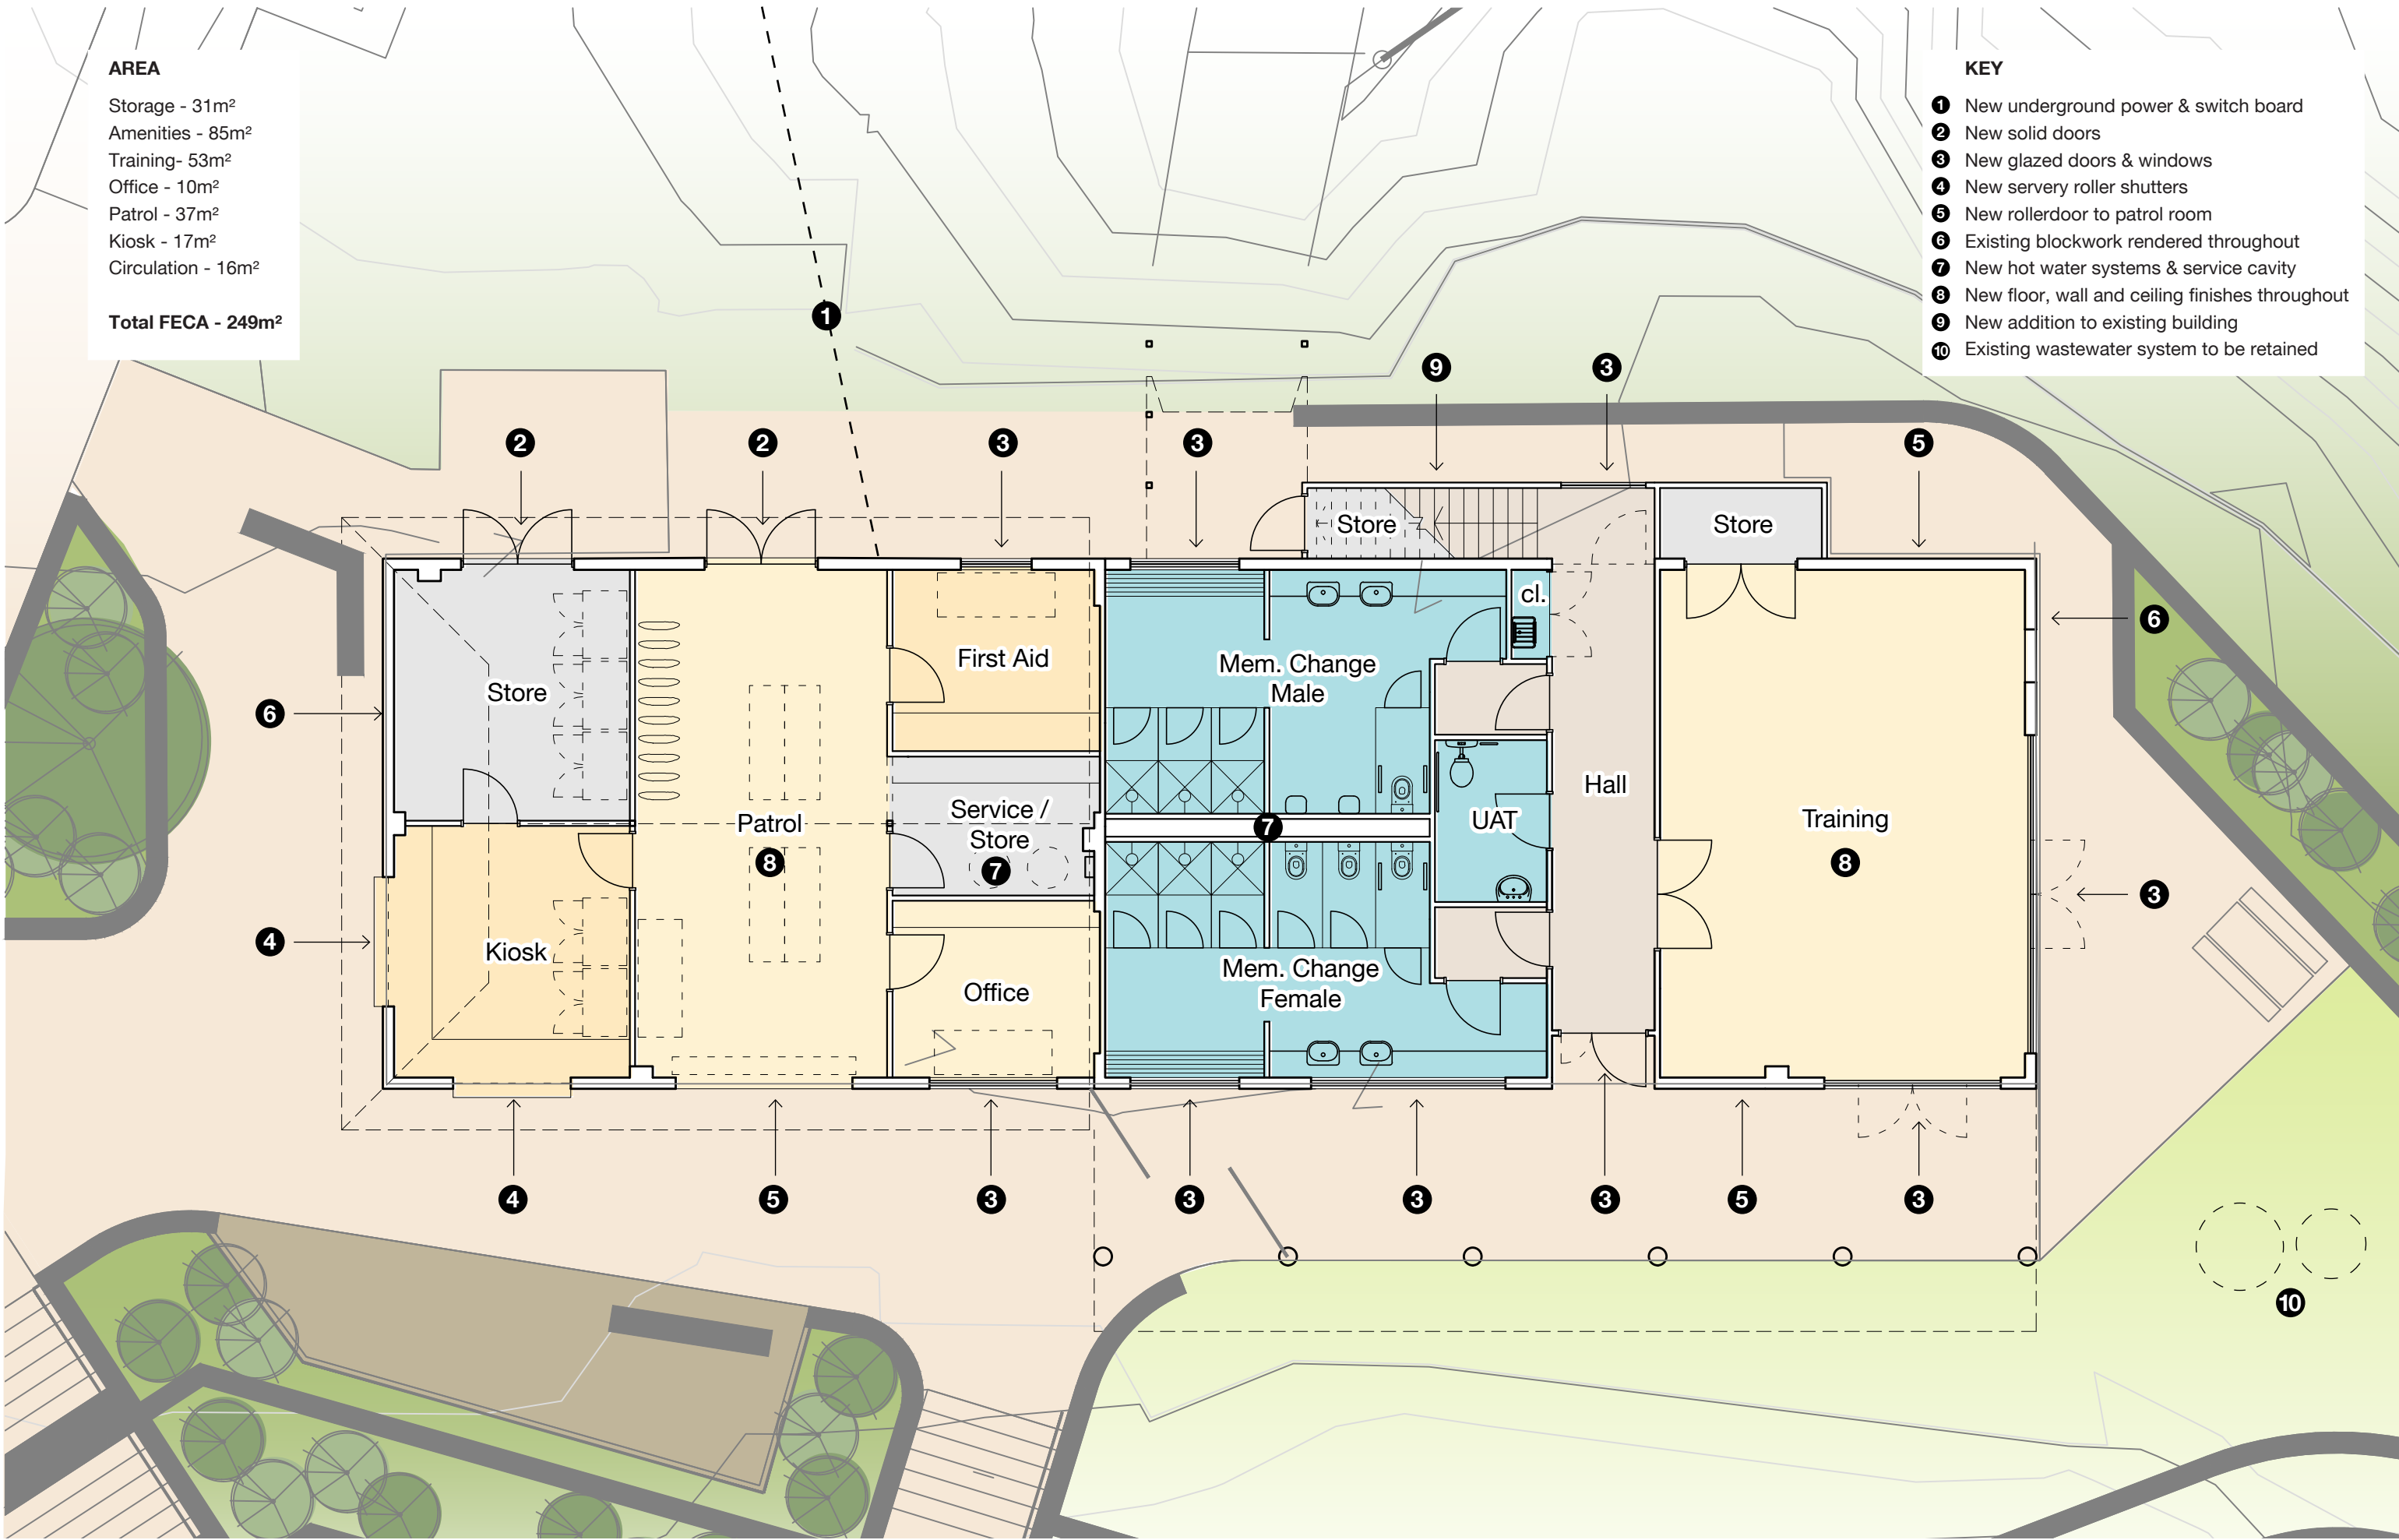 AREA
Storage - 31m²
Amenities - 85m²
Training- 53m²
Office - 10m²
Patrol - 37m²
Kiosk - 17m²
Circulation - 16m²
Total FECA - 249m²
KEY
1 New underground power & switch board
2 New solid doors
3 New glazed doors & windows
4 New servery roller shutters
5 New rollerdoor to patrol room
6 Existing blockwork rendered throughout
7 New hot water systems & service cavity
8 New floor, wall and ceiling finishes throughout
9 New addition to existing building
10 Existing wastewater system to be retained
1
9
3
2
2
3
3
5
Store
Store
cl.
6
First Aid
Mem. Change
Male
Store
6
Hall
Service /
Store
7
Patrol
8
7
UAT
Training
8
3
4
Kiosk
Office
Mem. Change
Female
4
5
3
3
3
3
5
3
10